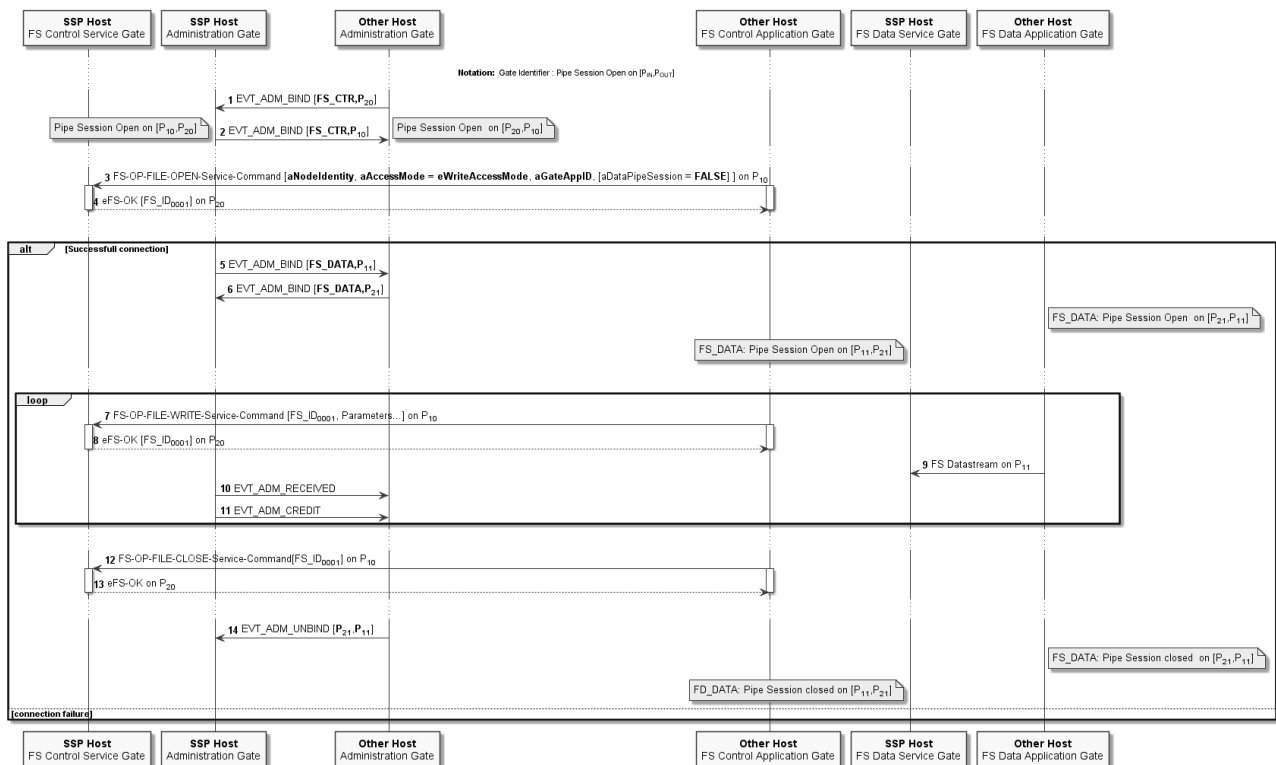 SSP Host
FS Control Service Gate
SSP Host
Administration Gate
Other Host
Administration Gate
Other Host
FS Control Application Gate
SSP Host
FS Data Service Gate
Other Host
FS Data Application Gate
Notation: Gate Identifier : Pipe Session Open on [PIN,POUT]
1 EVT_ADM_BIND [FS_CTR,P20]
Pipe Session Open on [P10,P20]
2 EVT_ADM_BIND [FS_CTR,P10]
Pipe Session Open on [P20,P10]
3 FS-OP-FILE-OPEN-Service-Command [aNodeIdentity, aAccessMode = eWriteAccessMode, aGateAppID, [aDataPipeSession = FALSE] ] on P10
4 eFS-OK [FS_ID0001] on P20
alt [Successfull connection]
5 EVT_ADM_BIND [FS_DATA,P11]
6 EVT_ADM_BIND [FS_DATA,P21]
FS_DATA: Pipe Session Open on [P21,P11]
FS_DATA: Pipe Session Open on [P11,P21]
loop
7 FS-OP-FILE-WRITE-Service-Command [FS_ID0001, Parameters...] on P10
8 eFS-OK [FS_ID0001] on P20
9 FS Datastream on P11
10 EVT_ADM_RECEIVED
11 EVT_ADM_CREDIT
12 FS-OP-FILE-CLOSE-Service-Command[FS_ID0001] on P10
13 eFS-OK on P20
14 EVT_ADM_UNBIND [P21,P11]
FS_DATA: Pipe Session closed on [P21,P11]
FD_DATA: Pipe Session closed on [P11,P21]
[connection failure]
SSP Host
FS Control Service Gate
SSP Host
Administration Gate
Other Host
Administration Gate
Other Host
FS Control Application Gate
SSP Host
FS Data Service Gate
Other Host
FS Data Application Gate